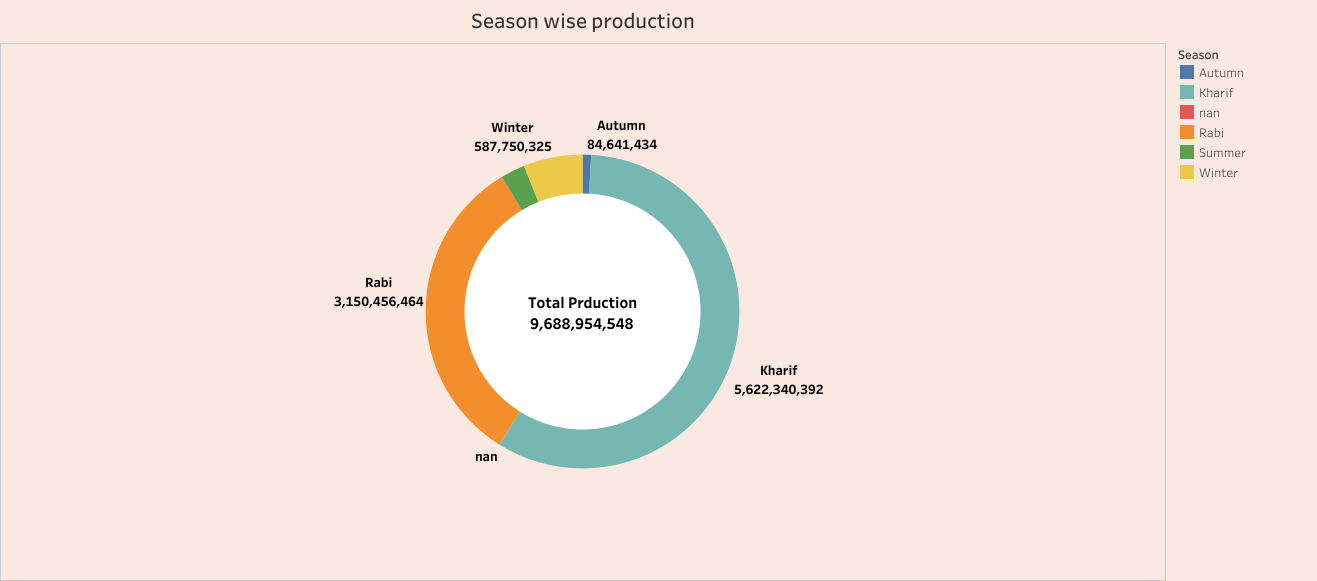 Season wise production
Season
Autumn
Kharif
nan
Rabi
Summer
Winter
Winter
587,750,325
Autumn
84,641,434
Rabi
3,150,456,464
Total Prduction
9,688,954,548
Kharif
5,622,340,392
nan